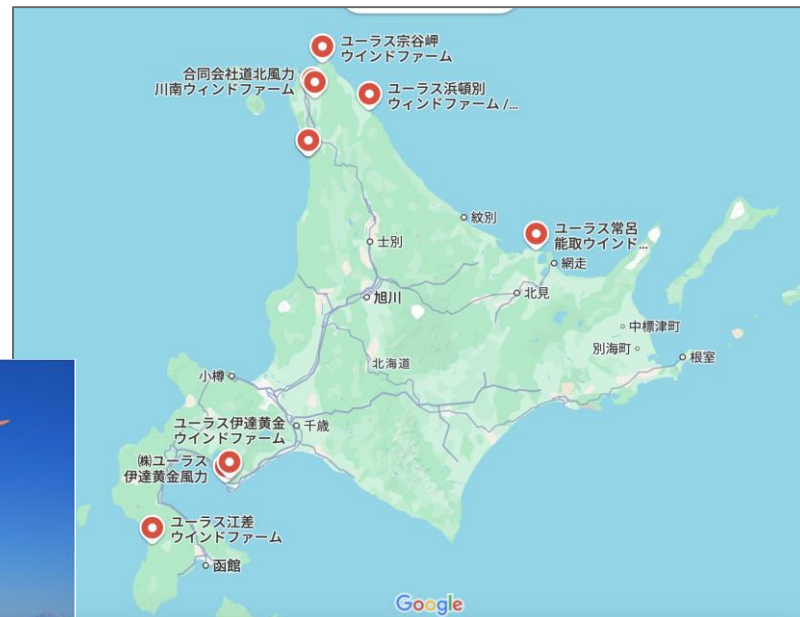 ユーラス宗谷岬
ウインドファーム
合同会社道北風力
川南ウィンドファーム
ユーラス浜頓別
ウィンドファーム /...
紋別
ユーラス常呂
能取ウインド...
士別
網走
旭川
北見
中標津町
別海町
根室
北海道
小樽
ユーラス伊達黄金
ウインドファーム
千歳
㈱ユーラス
伊達黄金風力
ユーラス江差
ウインドファーム
函館
Google